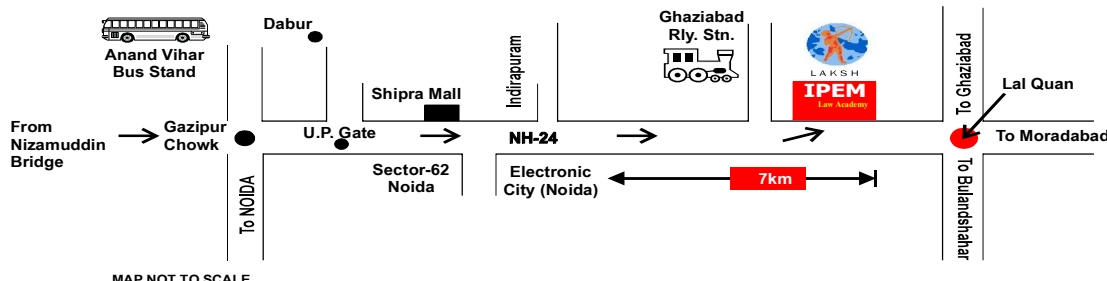 Dabur
Anand Vihar
Bus Stand
Ghaziabad
Rly. Stn.
LAKSH
IPEM
Law Academy
To Ghaziabad
Lal Quan
Indirapuram
Shipra Mall
From
Nizamuddin
Bridge
Gazipur
Chowk
U.P. Gate
NH-24
To Moradabad
Sector-62
Noida
Electronic
City (Noida)
7km
To NOIDA
To Bulandshahar
MAP NOT TO SCALE